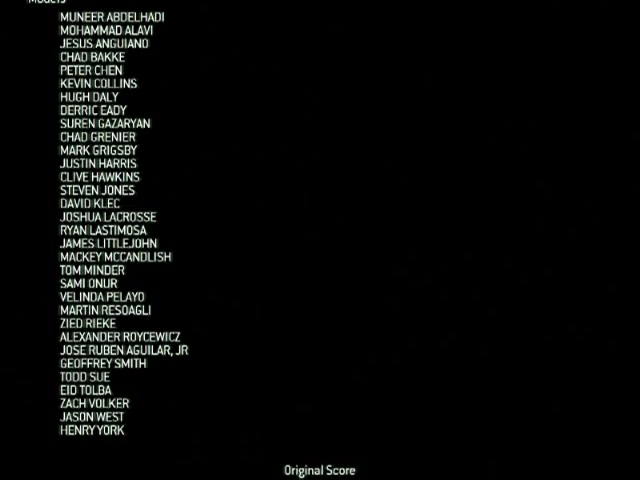 Models
MUNEER ABDELHADI
MOHAMMAD ALAVI
JESUS ANGUIANO
CHAD BAKKE
PETER CHEN
KEVIN COLLINS
HUGH DALY
DERRIC EADY
SUREN GAZARYAN
CHAD GRENIER
MARK GRIGSBY
JUSTIN HARRIS
CLIVE HAWKINS
STEVEN JONES
DAVID KLEC
JOSHUA LACROSSE
RYAN LASTIMOSA
JAMES LITTLEJOHN
MACKEY MCCANDLISH
TOM MINDER
SAMI ONUR
VELINDA PELAYO
MARTIN RESOAGLI
ZIED RIEKE
ALEXANDER ROYCEWICZ
JOSE RUBEN AGUILAR, JR
GEOFFREY SMITH
TODD SUE
EID TOLBA
ZACH VOLKER
JASON WEST
HENRY YORK
Original Score